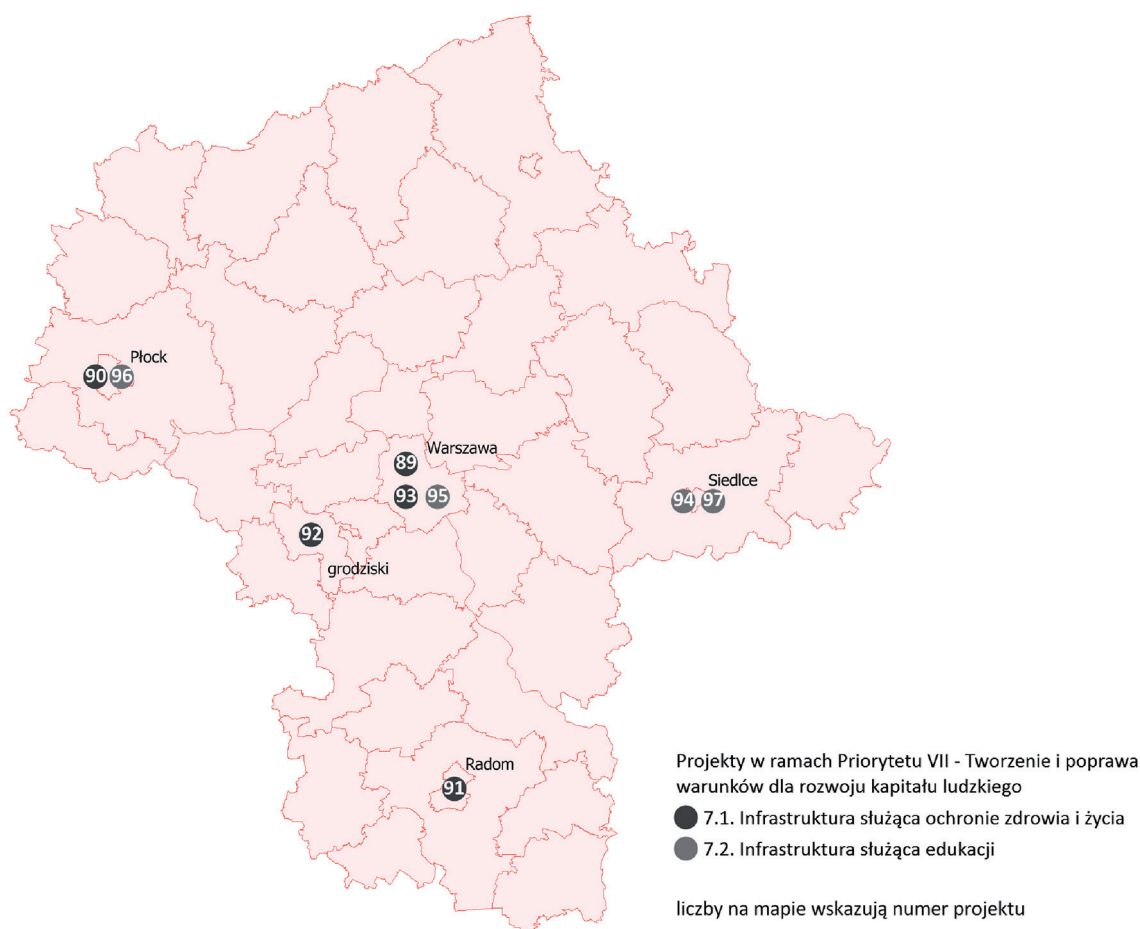 Płock
90 96
Warszawa
89
93 95
Siedlce
94 97
92
grodziski
Radom
91
Projekty w ramach Priorytetu VII - Tworzenie i poprawa
warunków dla rozwoju kapitału ludzkiego
7.1. Infrastruktura służąca ochronie zdrowia i życia
7.2. Infrastruktura służąca edukacji
liczby na mapie wskazują numer projektu